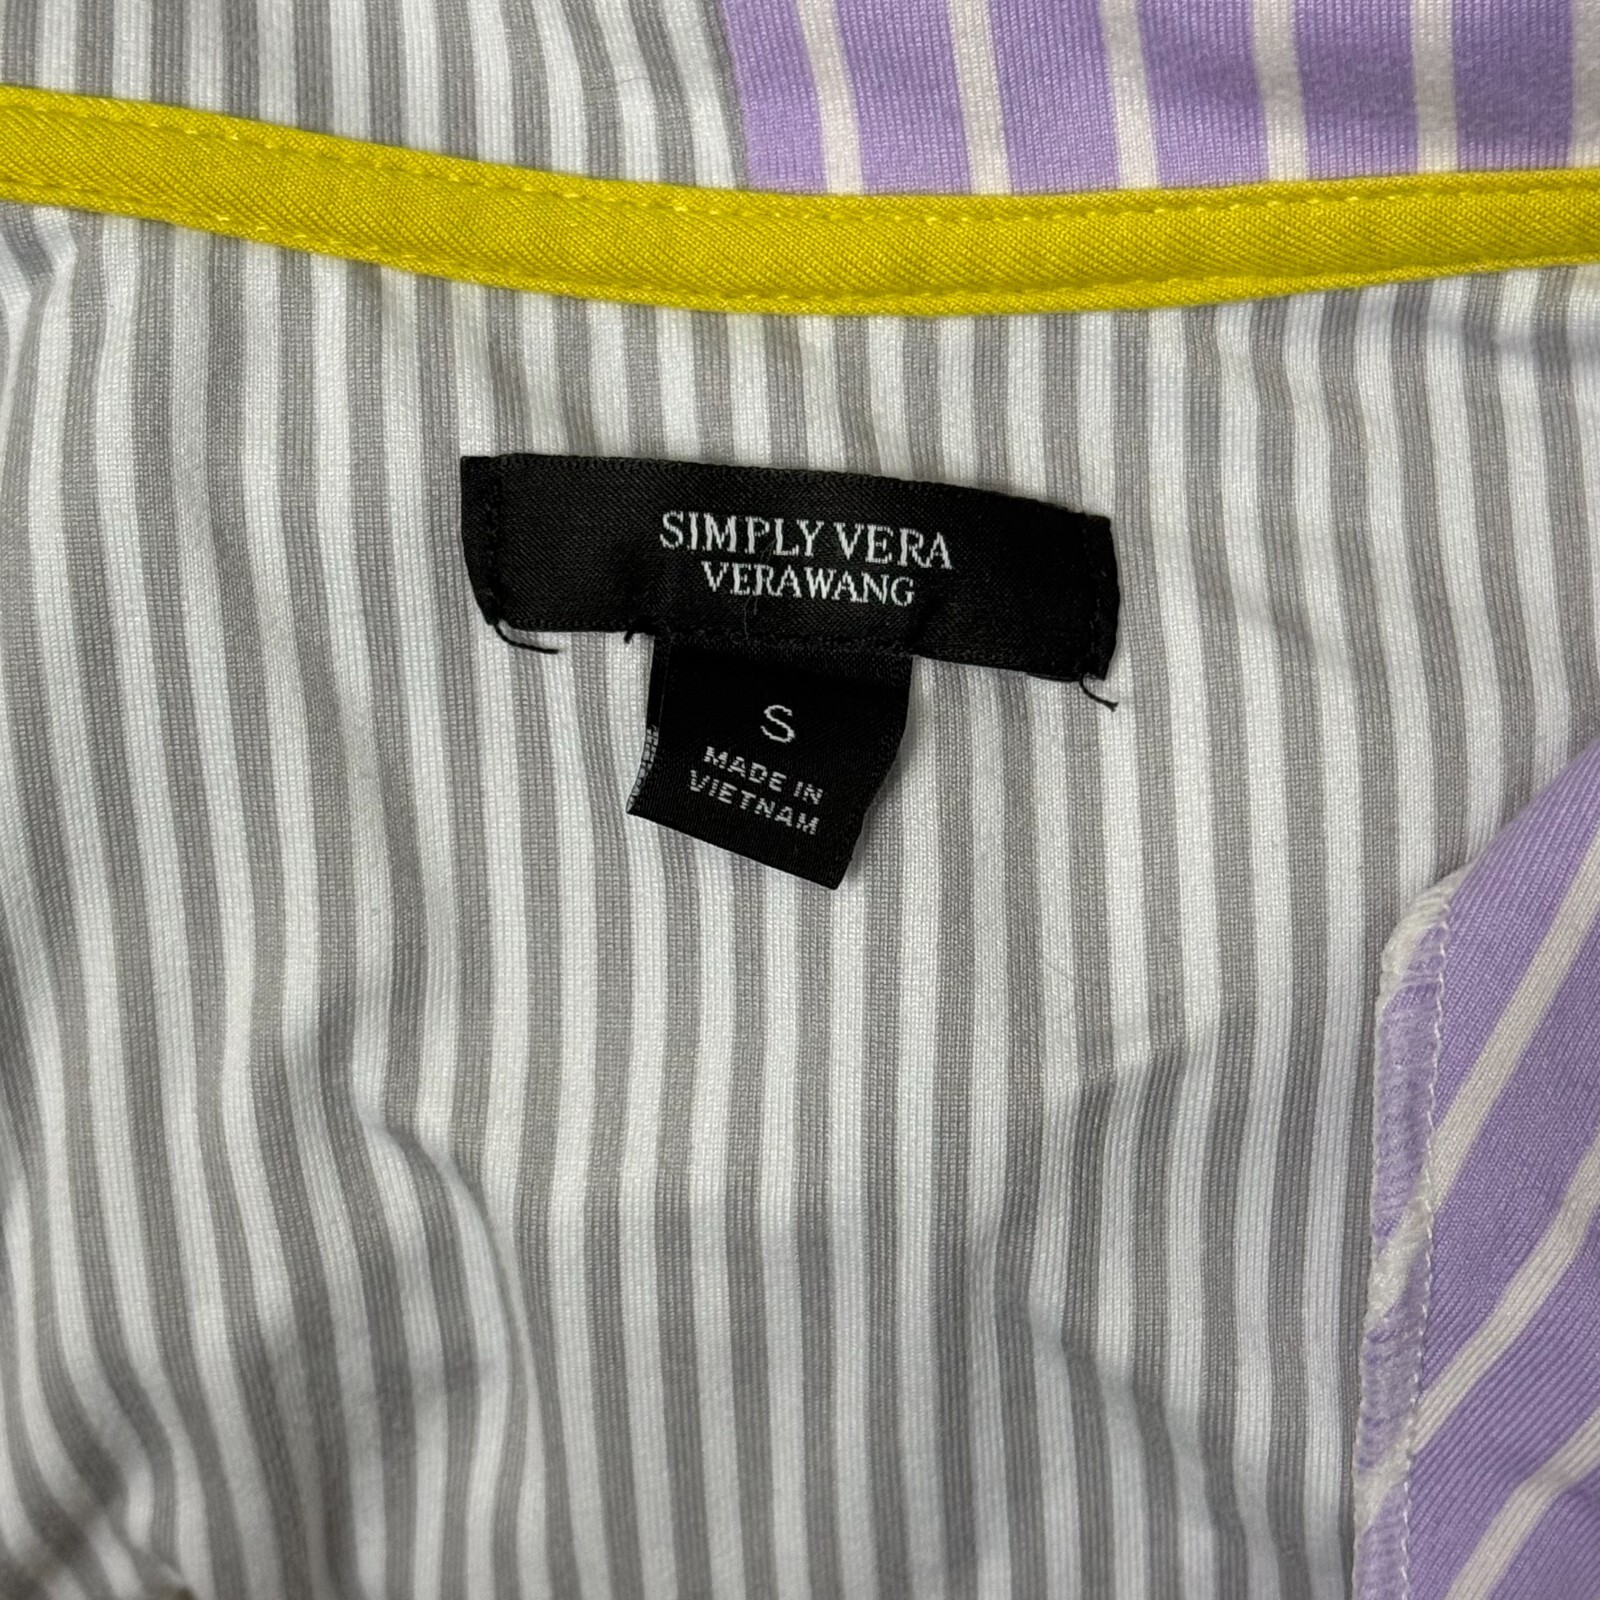 SIMPLY VERA
VERAWANG
S
MADE IN
VIETNAM